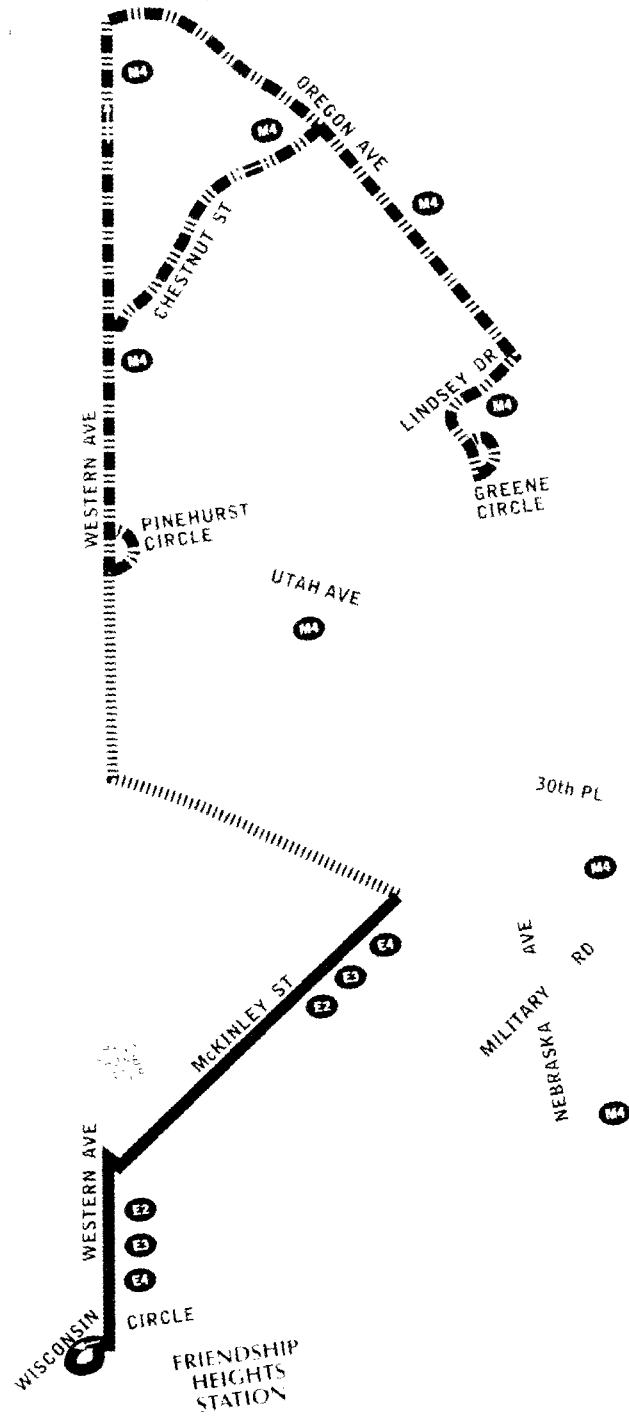 M4
OREGON AVE
M4
M4
CHESTNUT ST
M4
LINDSEY DR
M4
WESTERN AVE
GREENE
CIRCLE
PINEHURST
CIRCLE
UTAH AVE
M4
30th PL
M4
AVE
RD
E4
E3
E2
McKINLEY ST
MILITARY
NEBRASKA
AVE
M4
WESTERN AVE
E2
E3
E4
WISCONSIN
CIRCLE
FRIENDSHIP
HEIGHTS
STATION